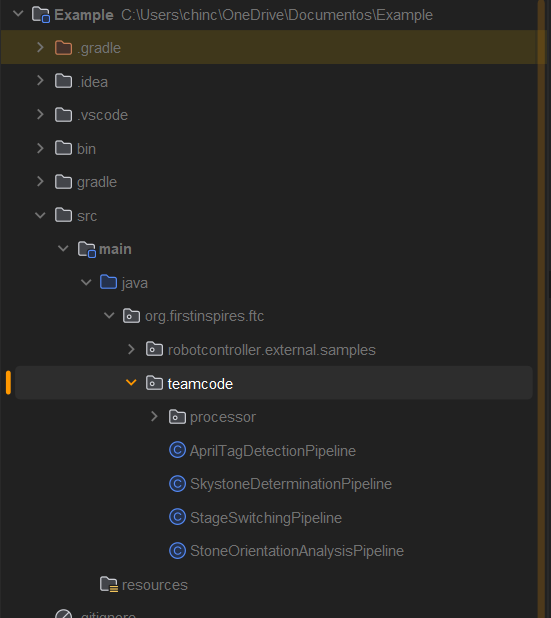 Example C:\Users\chinc\OneDrive\Documentos\Example
.gradle
.idea
.vscode
bin
gradle
src
main
java
org.firstinspires.ftc
robotcontroller.external.samples
teamcode
processor
AprilTagDetectionPipeline
SkystoneDeterminationPipeline
StageSwitchingPipeline
StoneOrientationAnalysisPipeline
resources
.gitignore